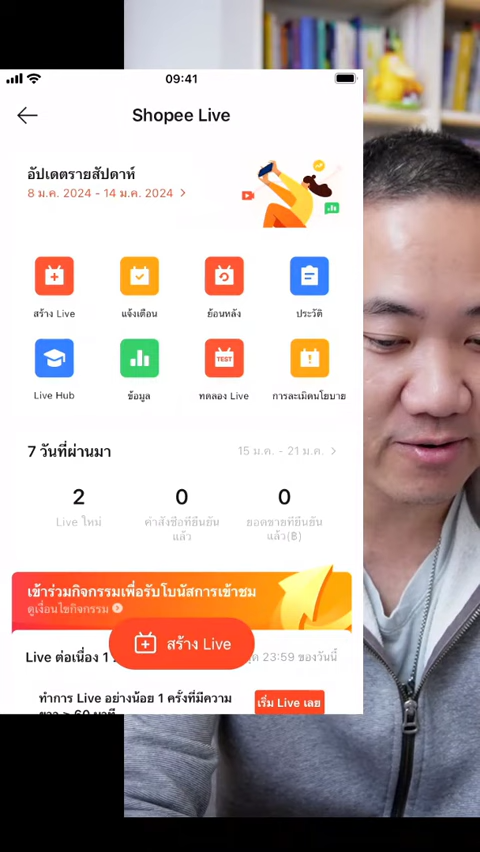 09:41
Shopee Live
อัปเดตรายสัปดาห์
8 ม.ค. 2024 - 14 ม.ค. 2024 >
สร้าง Live
แจ้งเตือน
ย้อนหลัง
ประวัติ
TEST
Live Hub
ข้อมูล
ทดลอง Live
การละเมิดนโยบาย
7 วันที่ผ่านมา
15 ม.ค. - 21 ม.ค. >
2
0
0
Live ใหม่
คำสั่งซื้อที่ยืนยันแล้ว
ยอดขายที่ยืนยันแล้ว(฿)
เข้าร่วมกิจกรรมเพื่อรับโบนัสการเข้าชม
ดูเงื่อนไขกิจกรรม
Live ต่อเนื่อง 1
23:59 ของวันนี้
สร้าง Live
ทำการ Live อย่างน้อย 1 ครั้งที่มีความ
เริ่ม Live เลย